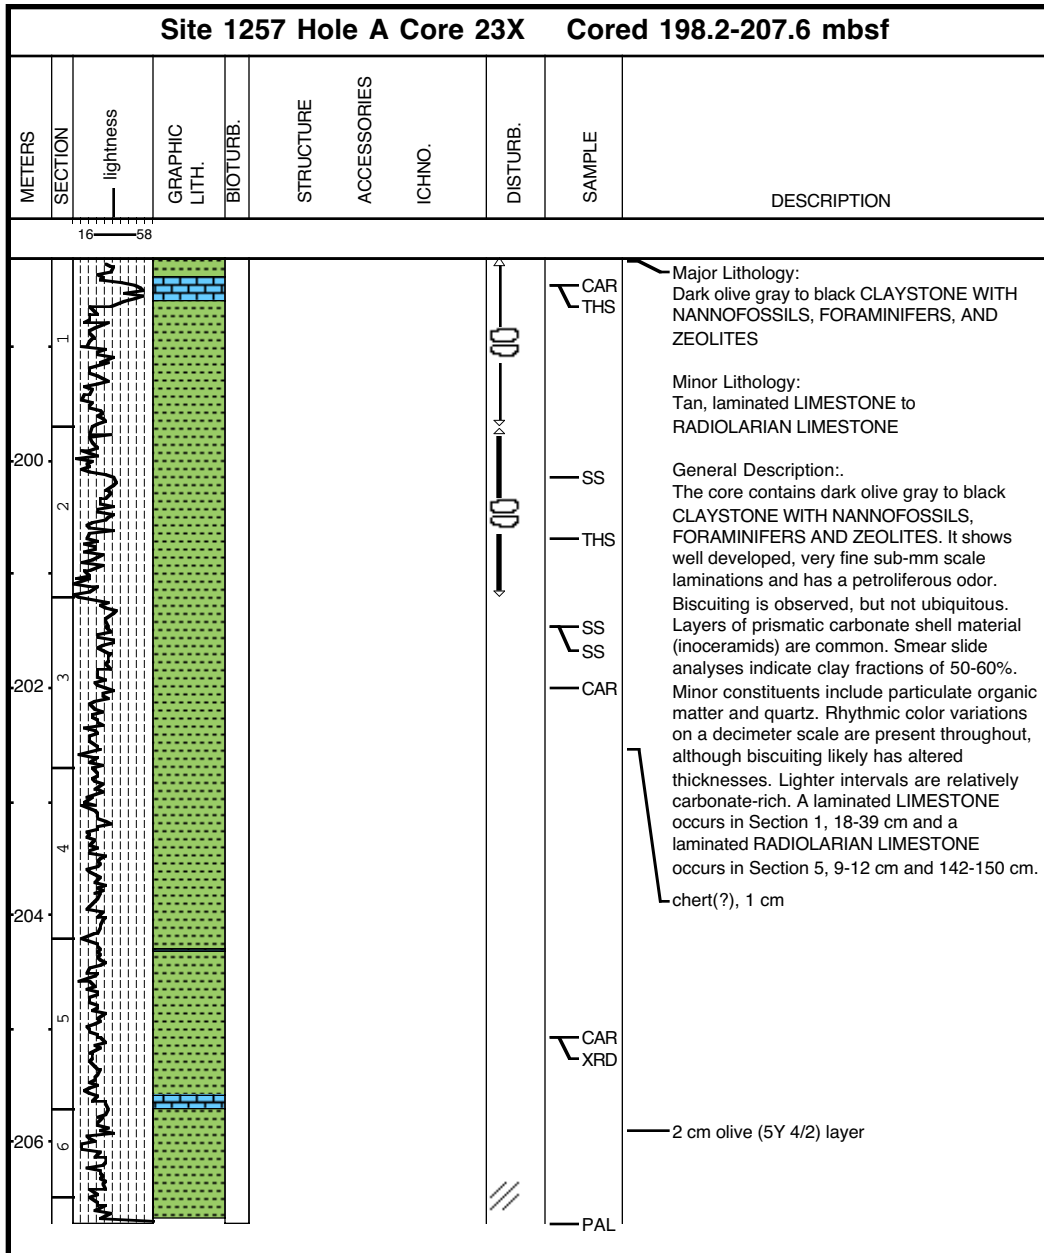 Site 1257 Hole A Core 23X Cored 198.2-207.6 mbsf
METERS
SECTION
lightness
GRAPHIC
LITH.
BIOTURB.
STRUCTURE
ACCESSORIES
ICHNO.
DISTURB.
SAMPLE
DESCRIPTION
16 58
1
2
3
4
5
6
200
202
204
206
CAR
THS
SS
THS
SS
SS
CAR
CAR
XRD
PAL
Major Lithology:
Dark olive gray to black CLAYSTONE WITH
NANNOFOSSILS, FORAMINIFERS, AND
ZEOLITES
Minor Lithology:
Tan, laminated LIMESTONE to
RADIOLARIAN LIMESTONE
General Description:.
The core contains dark olive gray to black
CLAYSTONE WITH NANNOFOSSILS,
FORAMINIFERS AND ZEOLITES. It shows
well developed, very fine sub-mm scale
laminations and has a petroliferous odor.
Biscuiting is observed, but not ubiquitous.
Layers of prismatic carbonate shell material
(inoceramids) are common. Smear slide
analyses indicate clay fractions of 50-60%.
Minor constituents include particulate organic
matter and quartz. Rhythmic color variations
on a decimeter scale are present throughout,
although biscuiting likely has altered
thicknesses. Lighter intervals are relatively
carbonate-rich. A laminated LIMESTONE
occurs in Section 1, 18-39 cm and a
laminated RADIOLARIAN LIMESTONE
occurs in Section 5, 9-12 cm and 142-150 cm.
chert(?), 1 cm
2 cm olive (5Y 4/2) layer